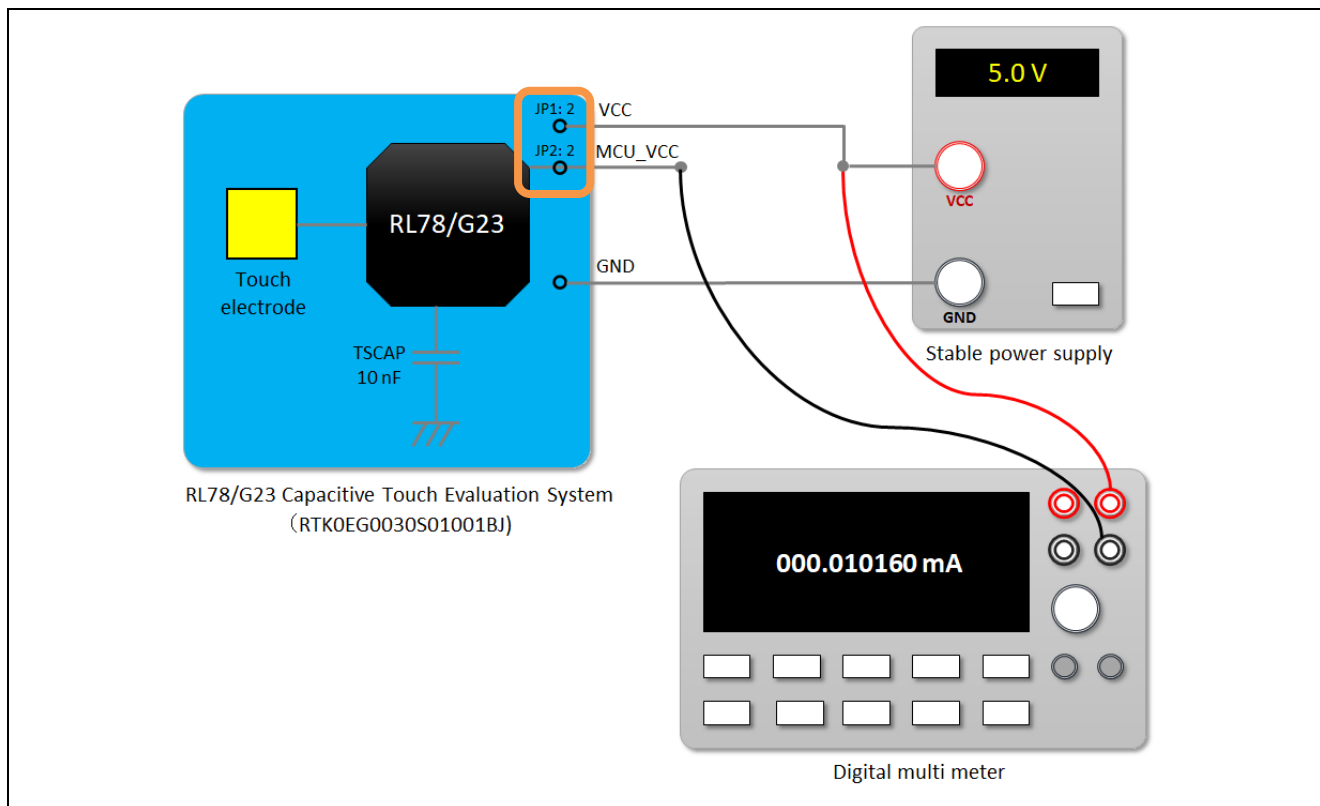 5.0 V
JP1: 2
VCC
JP2: 2
MCU_VCC
VCC
RL78/G23
GND
Touch
electrode
GND
Stable power supply
TSCAP
10 nF
RL78/G23 Capacitive Touch Evaluation System
（RTK0EG0030S01001BJ)
000.010160 mA
Digital multi meter